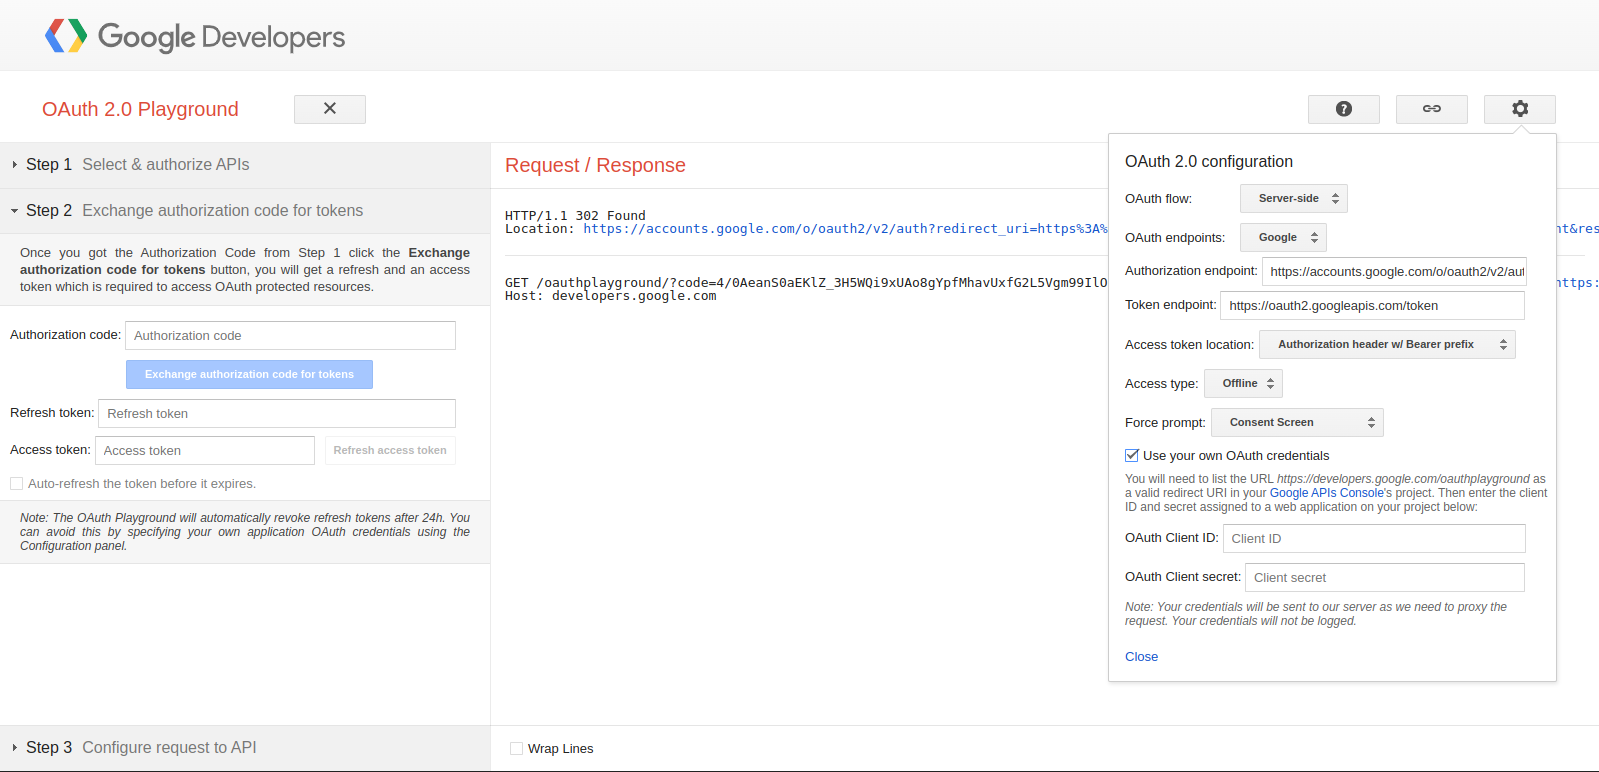 Google Developers
OAuth 2.0 Playground
Step 1 Select & authorize APIs
Step 2 Exchange authorization code for tokens
Once you got the Authorization Code from Step 1 click the Exchange
authorization code for tokens button, you will get a refresh and an access
token which is required to access OAuth protected resources.
Authorization code: Authorization code
Exchange authorization code for tokens
Refresh token: Refresh token
Access token: Access token Refresh access token
Auto-refresh the token before it expires.
Note: The OAuth Playground will automatically revoke refresh tokens after 24h. You
can avoid this by specifying your own application OAuth credentials using the
Configuration panel.
Step 3 Configure request to API
Request / Response
HTTP/1.1 302 Found
Location: https://accounts.google.com/o/oauth2/v2/auth?redirect_uri=https%3A% nt&res
GET /oauthplayground/?code=4/0AeanS0aEKlZ_3H5WQi9xUAo8gYpfMhavUxfG2L5Vgm99IlO https:
Host: developers.google.com
Wrap Lines
OAuth 2.0 configuration
OAuth flow: Server-side
OAuth endpoints: Google
Authorization endpoint: https://accounts.google.com/o/oauth2/v2/aut
Token endpoint: https://oauth2.googleapis.com/token
Access token location: Authorization header w/ Bearer prefix
Access type: Offline
Force prompt: Consent Screen
Use your own OAuth credentials
You will need to list the URL https://developers.google.com/oauthplayground as
a valid redirect URI in your Google APIs Console's project. Then enter the client
ID and secret assigned to a web application on your project below:
OAuth Client ID: Client ID
OAuth Client secret: Client secret
Note: Your credentials will be sent to our server as we need to proxy the
request. Your credentials will not be logged.
Close